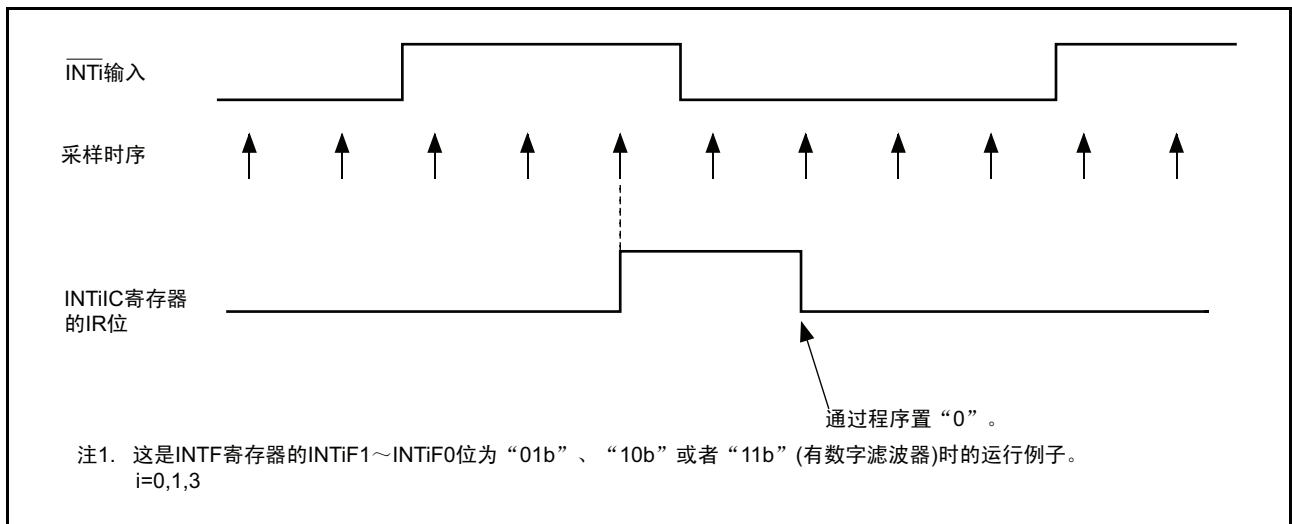 INTi输入
采样时序
INTiIC寄存器
的IR位
通过程序置“0”。
注1. 这是INTF寄存器的INTiF1～INTiF0位为“01b”、“10b”或者“11b”(有数字滤波器)时的运行例子。
i=0,1,3